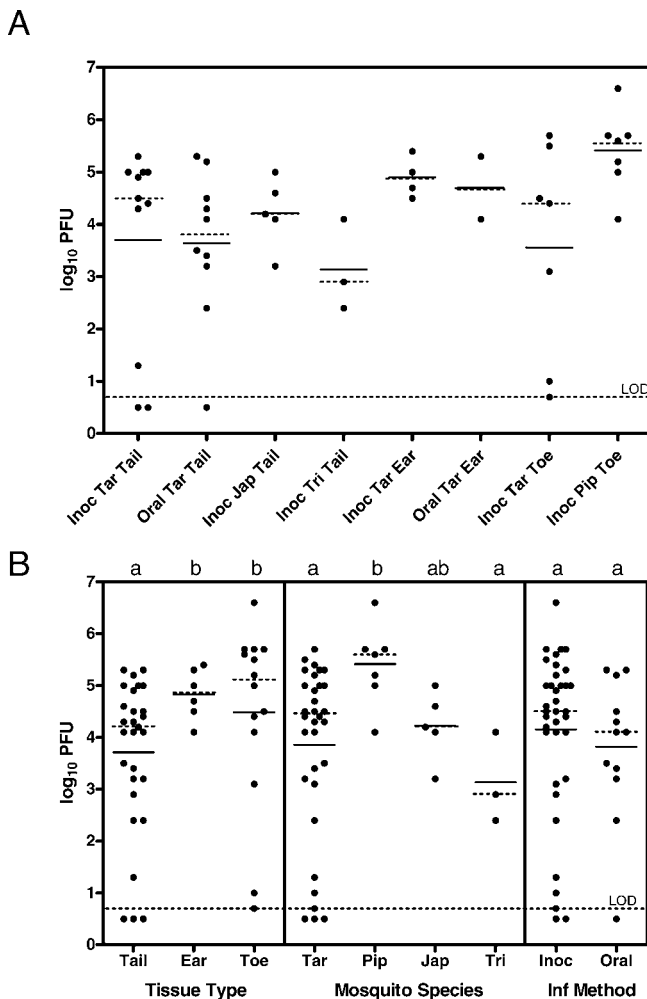 A
7
6
5
4
3
2
1
0
log10 PFU
LOD
Inoc Tar Tail
Oral Tar Tail
Inoc Jap Tail
Inoc Tri Tail
Inoc Tar Ear
Oral Tar Ear
Inoc Tar Toe
Inoc Pip Toe
B
a b b a b ab a a a
7
6
5
4
3
2
1
0
log10 PFU
LOD
Tail Ear Toe Tar Pip Jap Tri Inoc Oral
Tissue Type Mosquito Species Inf Method